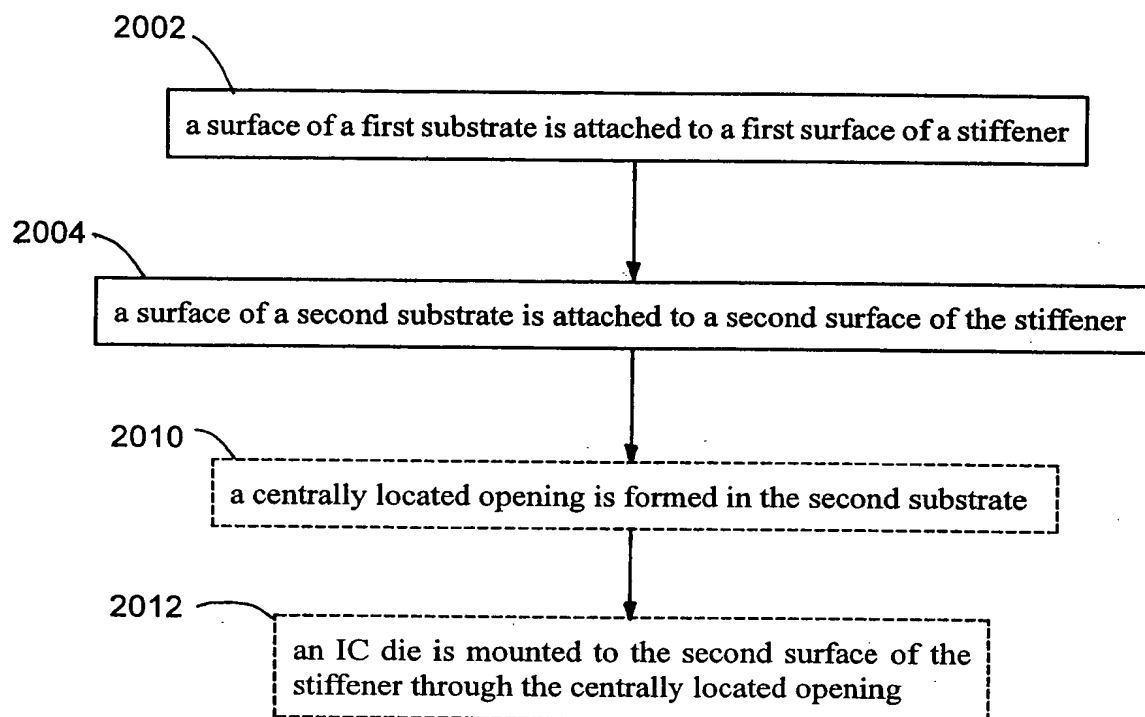 2002
a surface of a first substrate is attached to a first surface of a stiffener
2004
a surface of a second substrate is attached to a second surface of the stiffener
2010
a centrally located opening is formed in the second substrate
2012
an IC die is mounted to the second surface of the
stiffener through the centrally located opening